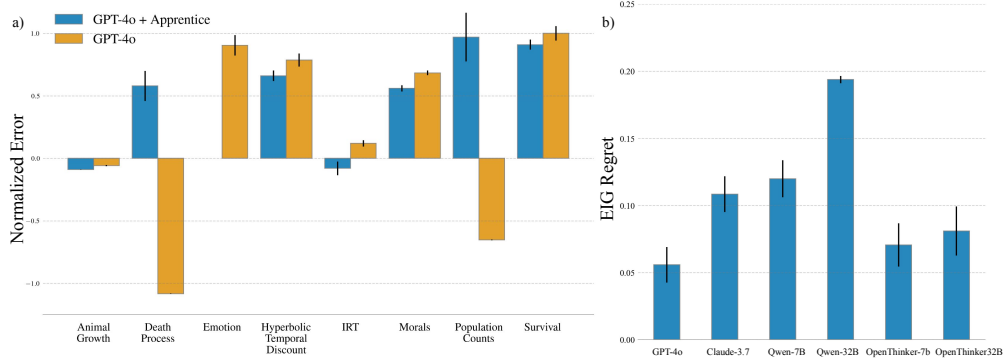 a)
GPT-4o + Apprentice
GPT-4o
Normalized Error
1.0
0.5
0.0
−0.5
−1.0
Animal
Growth
Death
Process
Emotion
Hyperbolic
Temporal
Discount
IRT
Morals
Population
Counts
Survival
b)
EIG Regret
0.25
0.20
0.15
0.10
0.05
0.00
GPT-4o
Claude-3.7
Qwen-7B
Qwen-32B
OpenThinker-7b
OpenThinker32B